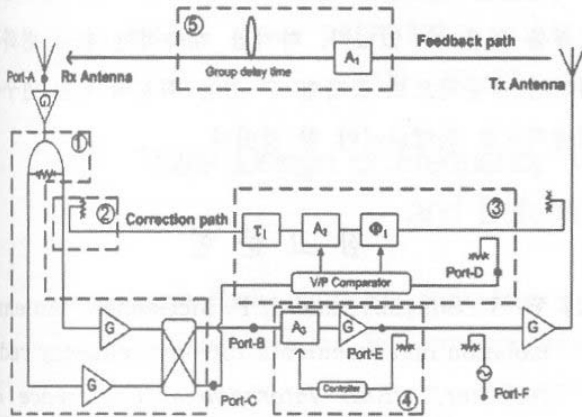 ⑤
Feedback path
A₁
Group delay time
Port-A
Rx Antenna
Tx Antenna
G
①
②
③
Correction path
τ₁
A₂
Φ₁
V/P Comparator
Port-D
G
G
Port-B
Port-C
A₃
G
Port-E
Controller
④
G
Port-F